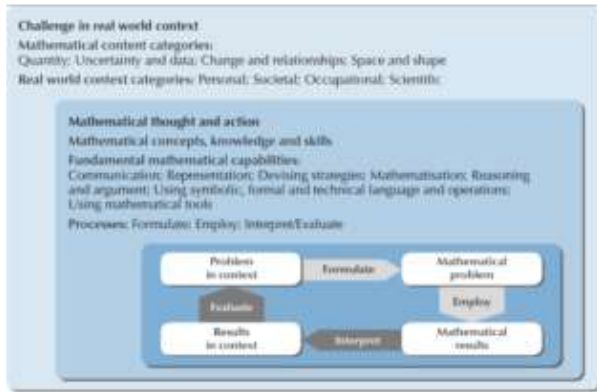 Challenge in real world context
Mathematical content categories:
Quantity; Uncertainty and data; Change and relationships; Space and shape
Real world context categories: Personal; Societal; Occupational; Scientific
Mathematical thought and action
Mathematical concepts, knowledge and skills
Fundamental mathematical capabilities:
Communication; Representation; Devising strategies; Mathematisation; Reasoning
and argument; Using symbolic, formal and technical language and operations;
Using mathematical tools
Processes: Formulate; Employ; Interpret/Evaluate
Problem
in context
Formulate
Mathematical
problem
Evaluate
Employ
Results
in context
Interpret
Mathematical
results